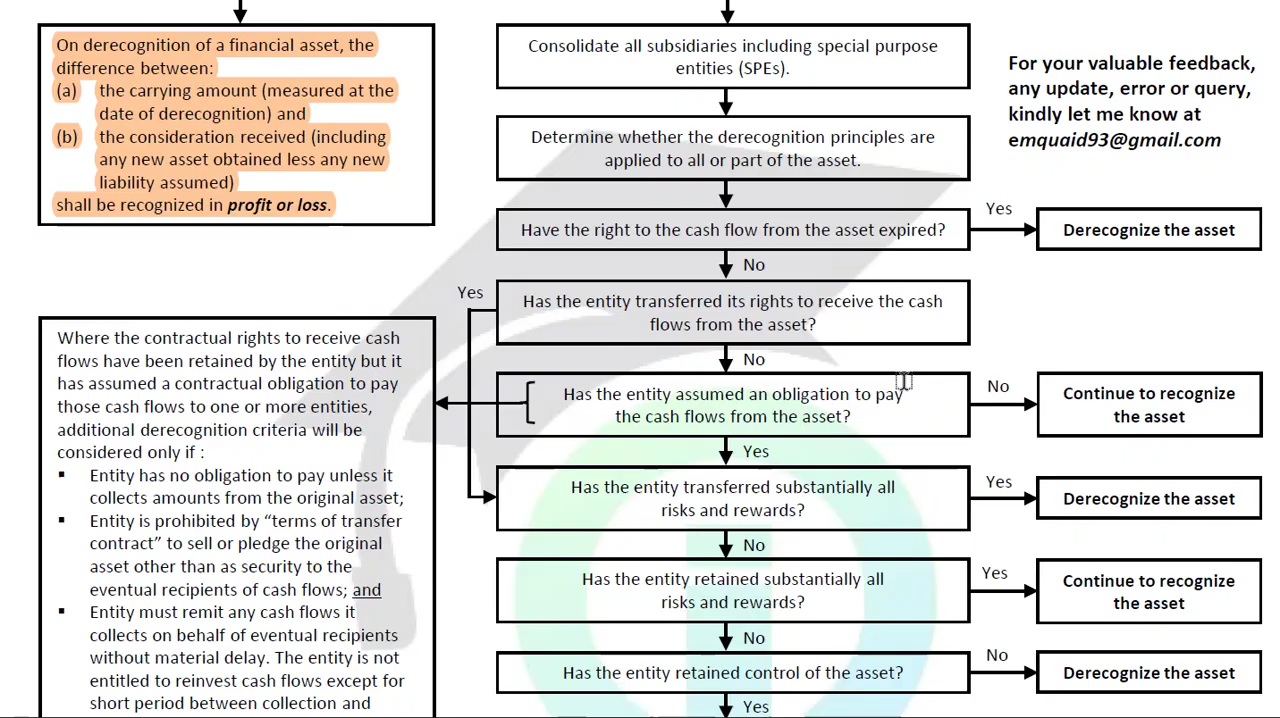 On derecognition of a financial asset, the
difference between:
(a) the carrying amount (measured at the
date of derecognition) and
(b) the consideration received (including
any new asset obtained less any new
liability assumed)
shall be recognized in profit or loss.
Consolidate all subsidiaries including special purpose
entities (SPEs).
For your valuable feedback,
any update, error or query,
kindly let me know at
emquaid93@gmail.com
Determine whether the derecognition principles are
applied to all or part of the asset.
Have the right to the cash flow from the asset expired?
Yes
Derecognize the asset
No
Yes
Has the entity transferred its rights to receive the cash
flows from the asset?
No
Has the entity assumed an obligation to pay
the cash flows from the asset?
No
Continue to recognize
the asset
Yes
Has the entity transferred substantially all
risks and rewards?
Yes
Derecognize the asset
No
Has the entity retained substantially all
risks and rewards?
Yes
Continue to recognize
the asset
No
Has the entity retained control of the asset?
No
Derecognize the asset
Yes
Where the contractual rights to receive cash
flows have been retained by the entity but it
has assumed a contractual obligation to pay
those cash flows to one or more entities,
additional derecognition criteria will be
considered only if :
▪ Entity has no obligation to pay unless it
collects amounts from the original asset;
▪ Entity is prohibited by “terms of transfer
contract” to sell or pledge the original
asset other than as security to the
eventual recipients of cash flows; and
▪ Entity must remit any cash flows it
collects on behalf of eventual recipients
without material delay. The entity is not
entitled to reinvest cash flows except for
short period between collection and